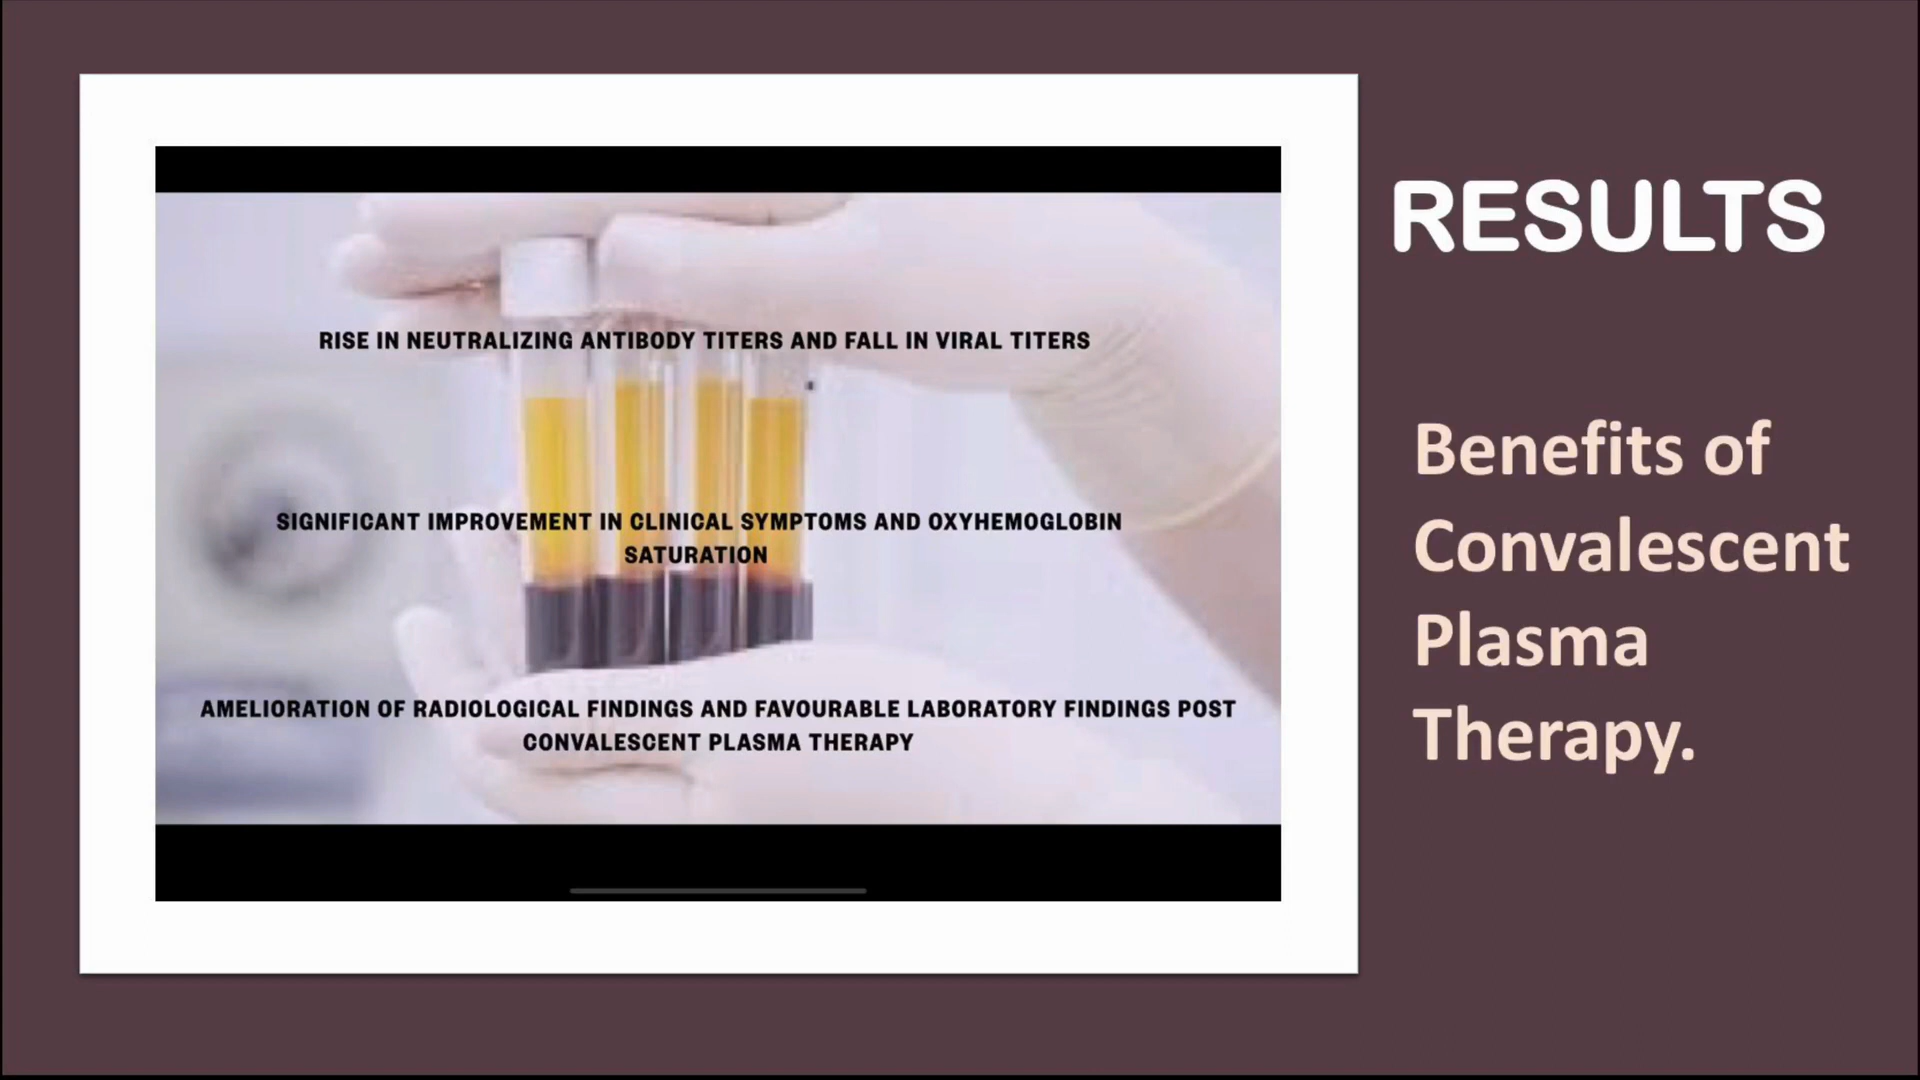 RISE IN NEUTRALIZING ANTIBODY TITERS AND FALL IN VIRAL TITERS
SIGNIFICANT IMPROVEMENT IN CLINICAL SYMPTOMS AND OXYHEMOGLOBIN
SATURATION
AMELIORATION OF RADIOLOGICAL FINDINGS AND FAVOURABLE LABORATORY FINDINGS POST
CONVALESCENT PLASMA THERAPY
RESULTS
Benefits of
Convalescent
Plasma
Therapy.